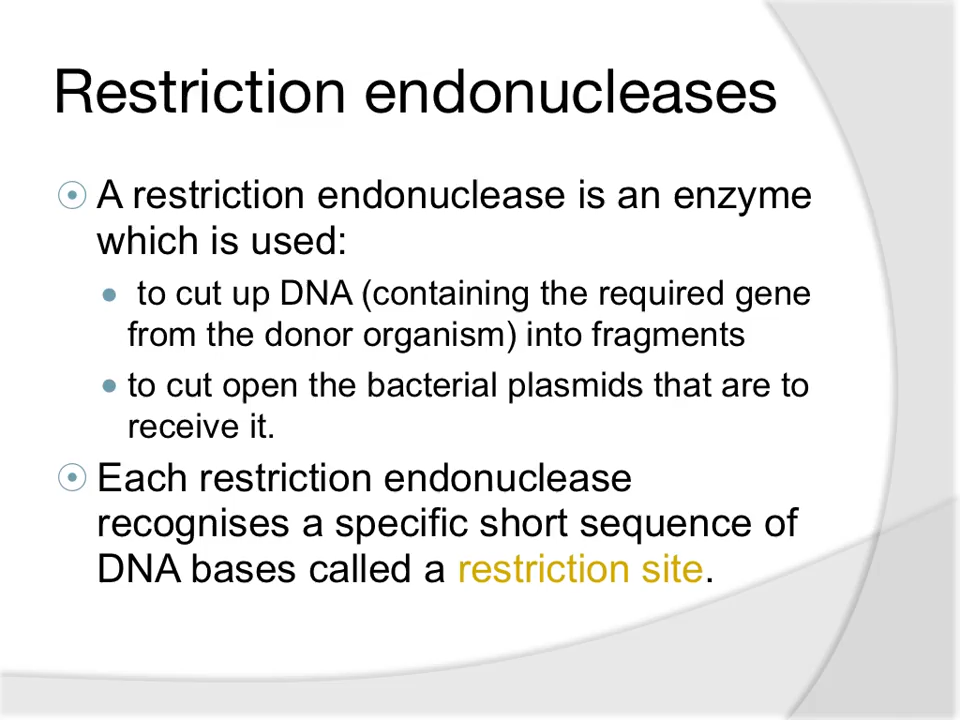 Restriction endonucleases
A restriction endonuclease is an enzyme
which is used:
to cut up DNA (containing the required gene
from the donor organism) into fragments
to cut open the bacterial plasmids that are to
receive it.
Each restriction endonuclease
recognises a specific short sequence of
DNA bases called a restriction site.